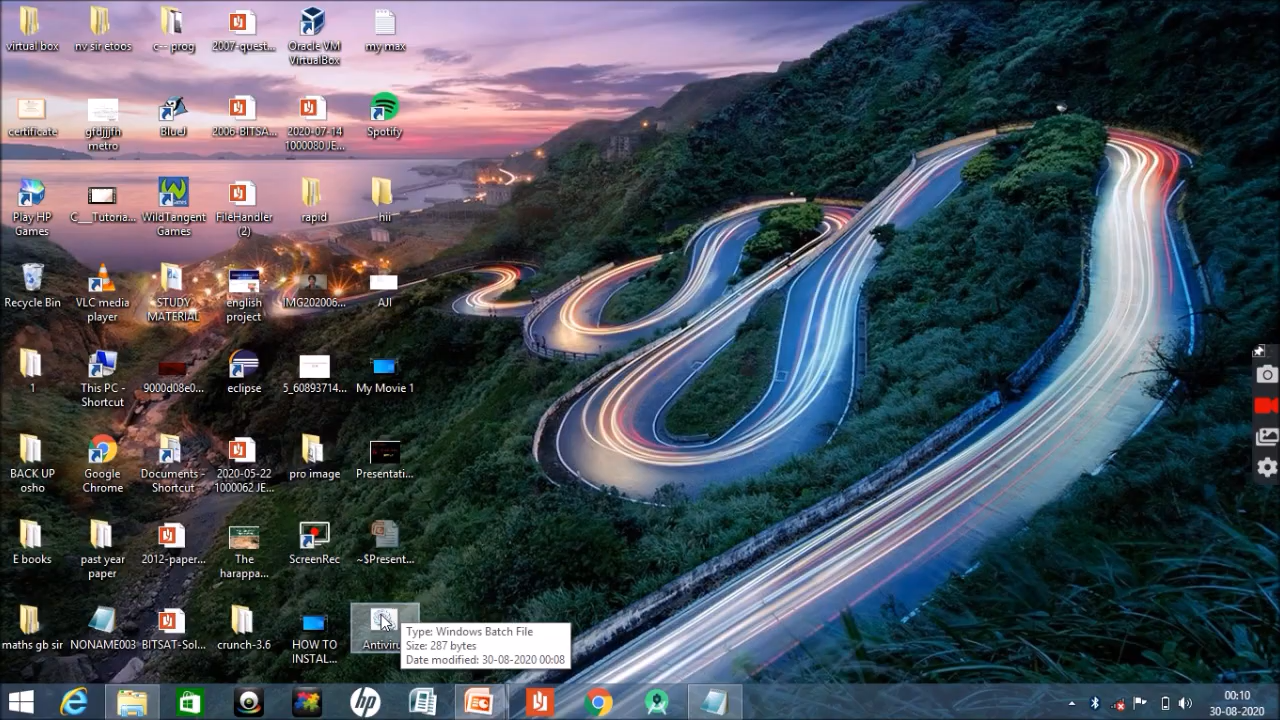 virtual box
nv sir etoos
c-- prog
2007-quest...
Oracle VM
VirtualBox
my max
certificate
gfdjjjfh
metro
BlueJ
2006-BITSA...
2020-07-14
1000080 JE...
Spotify
Play HP
Games
C__Tutoria...
WildTangent
Games
FileHandler
(2)
rapid
hii
Recycle Bin
VLC media
player
STUDY
MATERIAL
english
project
IMG202006...
AJI
1
This PC -
Shortcut
9000d08e0...
eclipse
5_60893714...
My Movie 1
BACK UP
osho
Google
Chrome
Documents -
Shortcut
2020-05-22
1000062 JE...
pro image
Presentati...
E books
past year
paper
2012-paper...
The
harappa...
ScreenRec
~$Present...
maths gb sir
NONAME003
BITSAT-Sol...
crunch-3.6
HOW TO
INSTAL...
Antiviru
Type: Windows Batch File
Size: 287 bytes
Date modified: 30-08-2020 00:08
00:10
30-08-2020